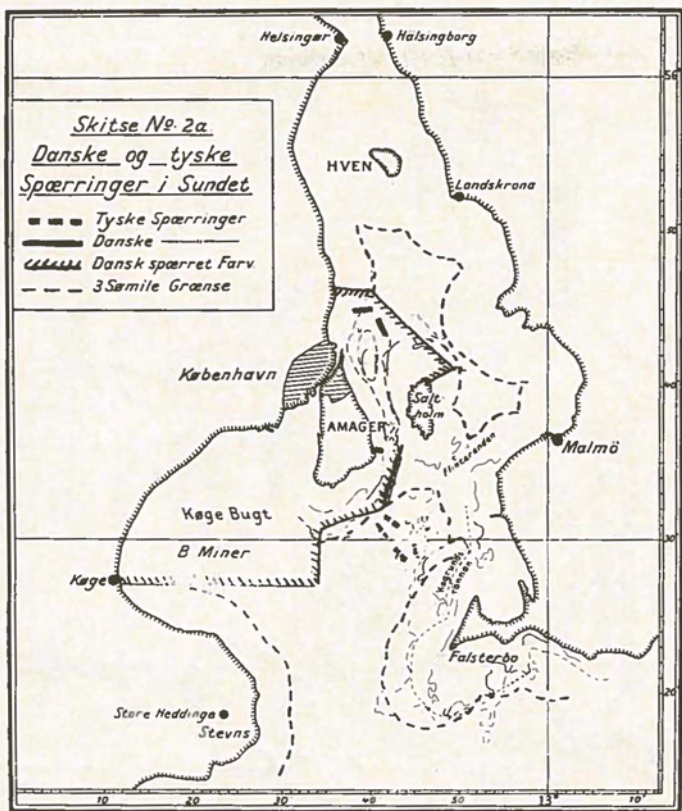 Helsingør
Hälsingborg
56°
Skitse No. 2a
Danske og tyske
Spærringer i Sundet
Tyske Spærringer
Danske
Dansk spærret Farv.
3 Sømile Grænse
HVEN
Landskrona
50
København
40
Salt-
holm
AMAGER
Flintrenden
Malmö
Køge Bugt
B Miner
30
Køge
Falsterbo
20
Store Heddinge
Stevns
10
20
30
40
50
13°
10'